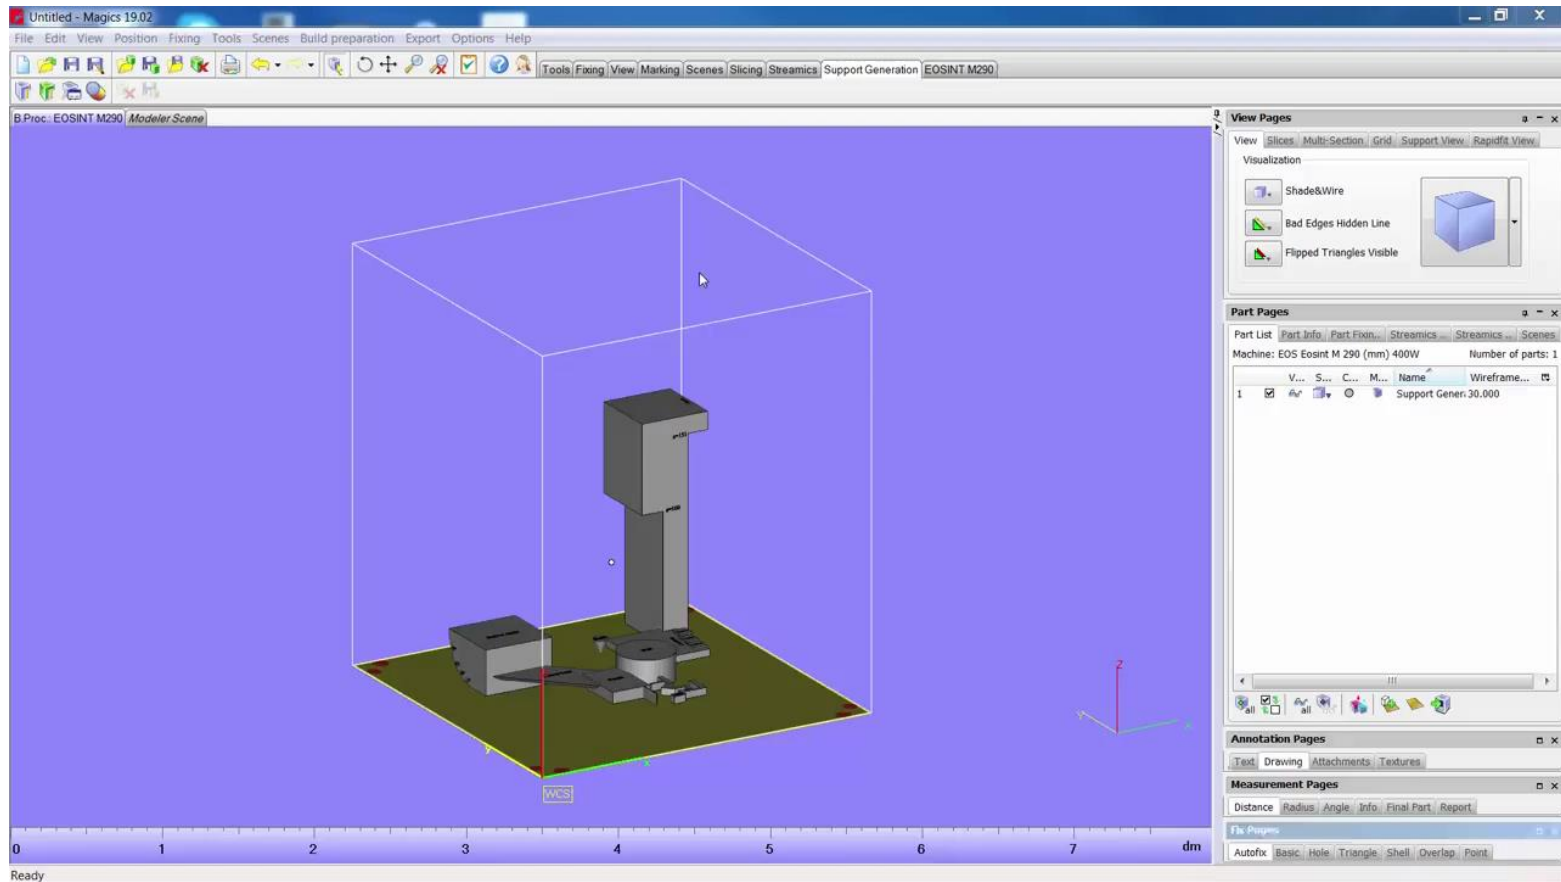 Untitled - Magics 19.02
File Edit View Position Fixing Tools Scenes Build preparation Export Options Help
Tools Fixing View Marking Scenes Slicing Streamics Support Generation EOSINT M290
B.Proc.: EOSINT M290 Modeler Scene
View Pages
View Slices Multi-Section Grid Support View Rapidfit View
Visualization
Shade&Wire
Bad Edges Hidden Line
Flipped Triangles Visible
Part Pages
Part List Part Info Part Fixin... Streamics ... Streamics ... Scenes
Machine: EOS Eosint M 290 (mm) 400W Number of parts: 1
V... S... C... M... Name Wireframe...
1 Support Gener. 30.000
all all
z
Y x
Y x
WCS
Annotation Pages
Text Drawing Attachments Textures
Measurement Pages
Distance Radius Angle Info Final Part Report
Fix Pages
Autofix Basic Hole Triangle Shell Overlap Point
0 1 2 3 4 5 6 7 dm
Ready